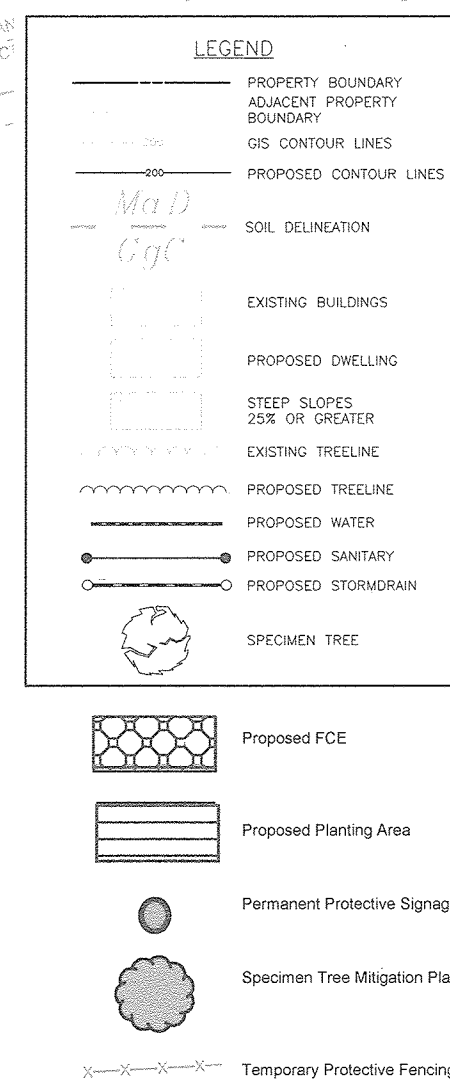 LEGEND
PROPERTY BOUNDARY
ADJACENT PROPERTY
BOUNDARY
200 GIS CONTOUR LINES
200 PROPOSED CONTOUR LINES
MaD
GgC
SOIL DELINEATION
EXISTING BUILDINGS
PROPOSED DWELLING
STEEP SLOPES
25% OR GREATER
EXISTING TREELINE
PROPOSED TREELINE
PROPOSED WATER
PROPOSED SANITARY
PROPOSED STORMDRAIN
SPECIMEN TREE
Proposed FCE
Proposed Planting Area
Permanent Protective Signag
Specimen Tree Mitigation Pla
X X X X Temporary Protective Fencing